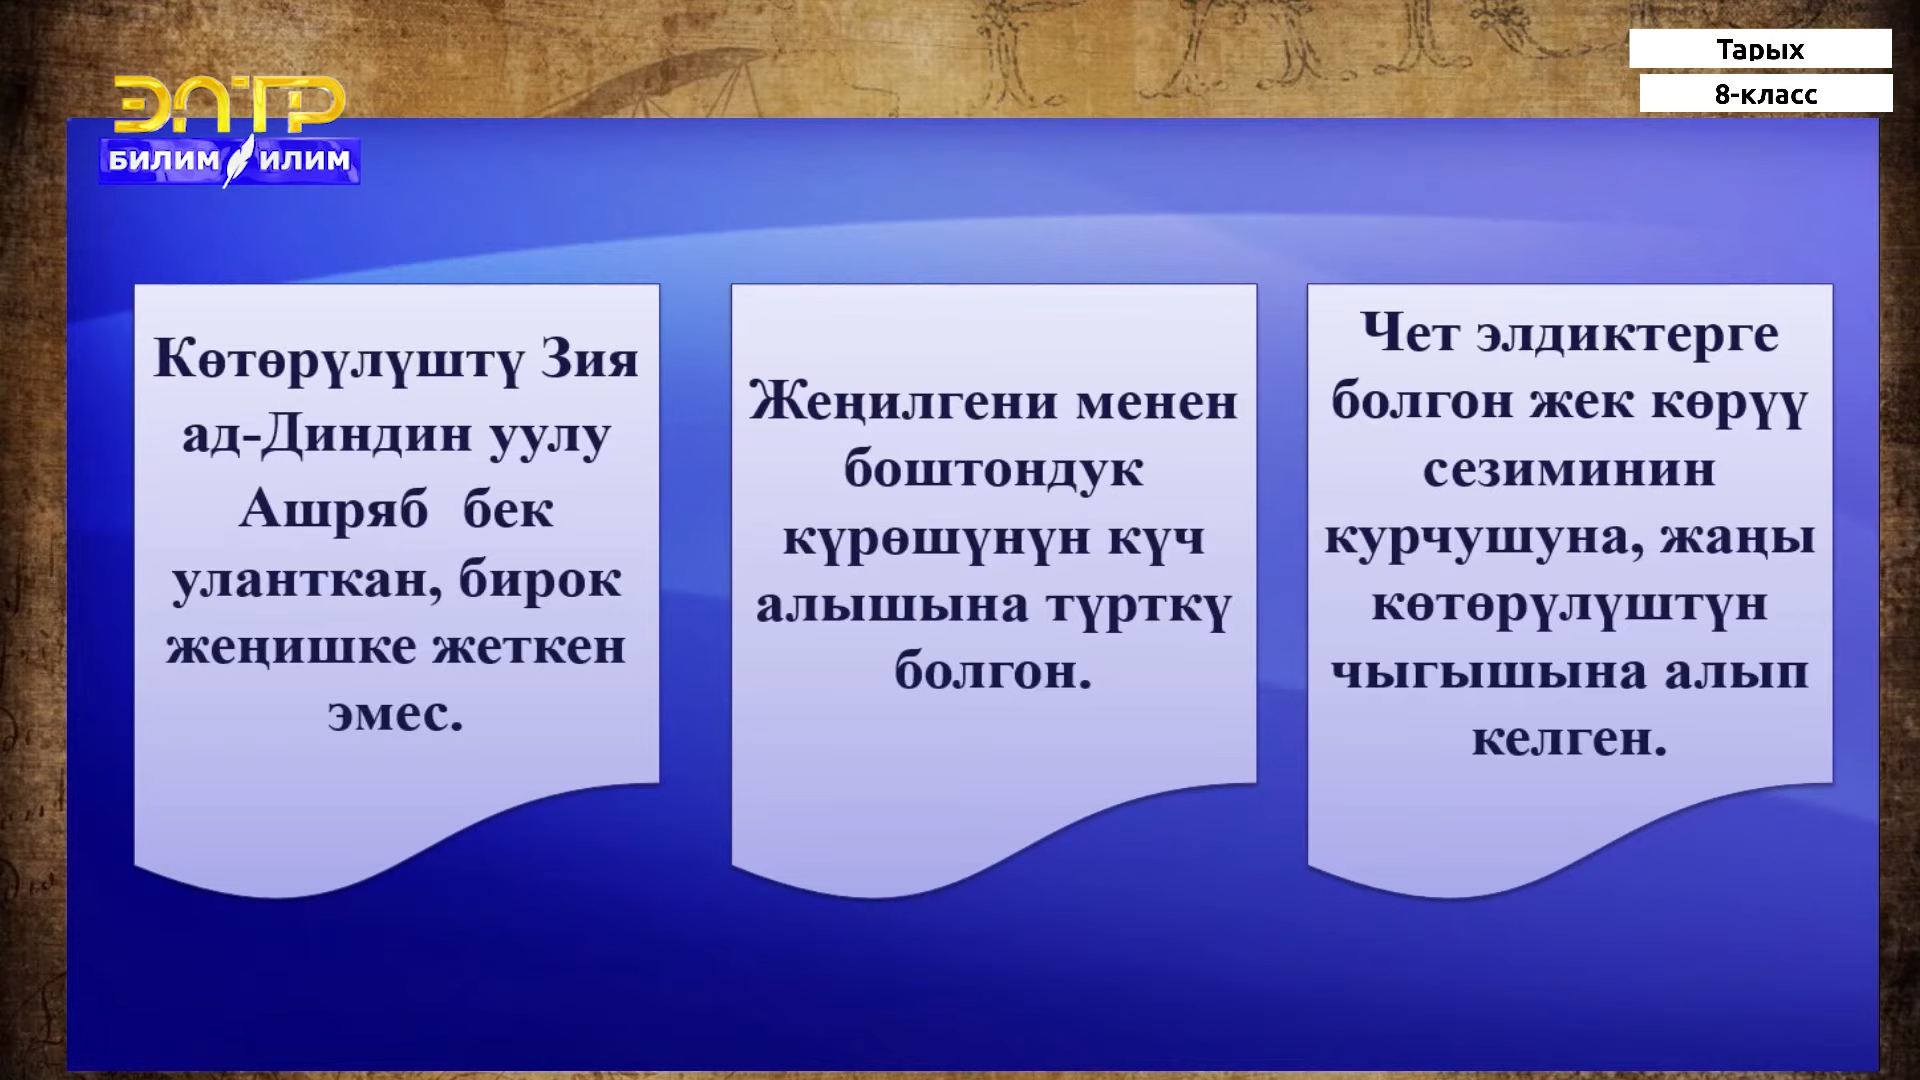 Тарых
8-класс
ЭЛТР
БИЛИМ ИЛИМ
Көтөрүлүштү Зия
ад-Диндин уулу
Ашряб бек
уланткан, бирок
жеңишке жеткен
эмес.
Жеңилгени менен
боштондук
күрөшүнүн күч
алышына түрткү
болгон.
Чет элдиктерге
болгон жек көрүү
сезиминин
курчушуна, жаңы
көтөрүлүштүн
чыгышына алып
келген.